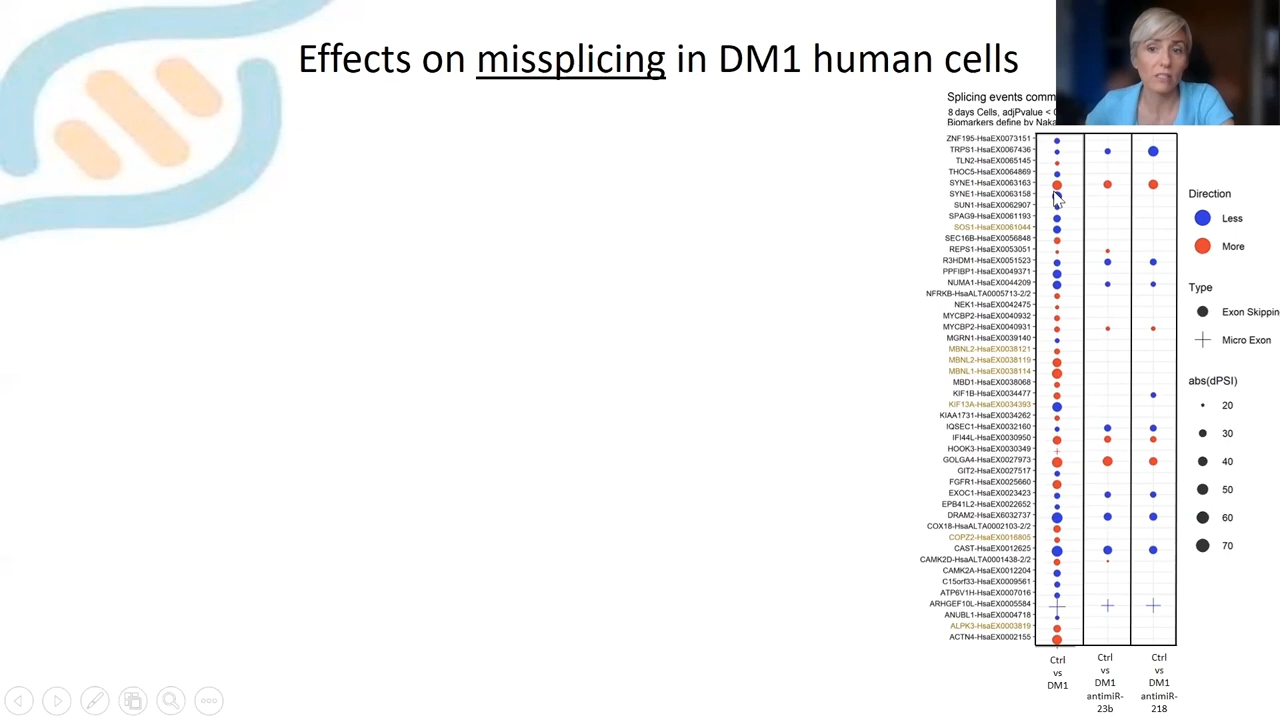 Effects on missplicing in DM1 human cells
Splicing events comm
8 days Cells, adjPvalue <
Biomarkers define by Naka
ZNF195-HsaEX0073151
TRPS1-HsaEX0067436
TLN2-HsaEX0065145
THOC5-HsaEX0064869
SYNE1-HsaEX0063163
SYNE1-HsaEX0063158
SUN1-HsaEX0062907
SPAG9-HsaEX0061193
SOS1-HsaEX0061044
SEC16B-HsaEX0056848
REPS1-HsaEX0053051
R3HDM1-HsaEX0051523
PPFIBP1-HsaEX0049371
NUMA1-HsaEX0044209
NFRKB-HsaALTA0005713-2/2
NEK1-HsaEX0042475
MYCBP2-HsaEX0040932
MYCBP2-HsaEX0040931
MGRN1-HsaEX0039140
MBNL2-HsaEX0038121
MBNL2-HsaEX0038119
MBNL1-HsaEX0038114
MBD1-HsaEX0038068
KIF1B-HsaEX0034477
KIF13A-HsaEX0034393
KIAA1731-HsaEX0034262
IQSEC1-HsaEX0032160
IFI44L-HsaEX0030950
HOOK3-HsaEX0030349
GOLGA4-HsaEX0027973
GIT2-HsaEX0027517
FGFR1-HsaEX0025660
EXOC1-HsaEX0023423
EPB41L2-HsaEX0022652
DRAM2-HsaEX6032737
COX18-HsaALTA0002103-2/2
COPZ2-HsaEX0016805
CAST-HsaEX0012625
CAMK2D-HsaALTA0001438-2/2
CAMK2A-HsaEX0012204
C15orf33-HsaEX0009561
ATP6V1H-HsaEX0007016
ARHGEF10L-HsaEX0005584
ANUBL1-HsaEX0004718
ALPK3-HsaEX0003819
ACTN4-HsaEX0002155
Ctrl
vs
DM1
Ctrl
vs
DM1
antimiR-
23b
Ctrl
vs
DM1
antimiR-
218
Direction
Less
More
Type
Exon Skippin
Micro Exon
abs(dPSI)
20
30
40
50
60
70